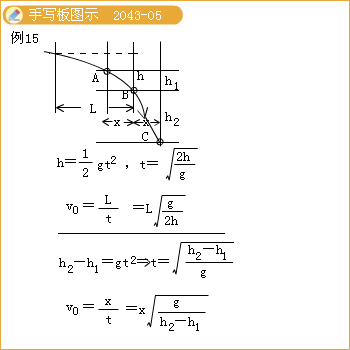 手写板图示 2043-05
例15
A
h
h₁
B
L
x
x
h₂
C
h=1/2 gt², t=√(2h/g)
v₀=L/t =L√(g/2h)
h₂-h₁=gt²⇒t=√((h₂-h₁)/g)
v₀=x/t =x√(g/(h₂-h₁))